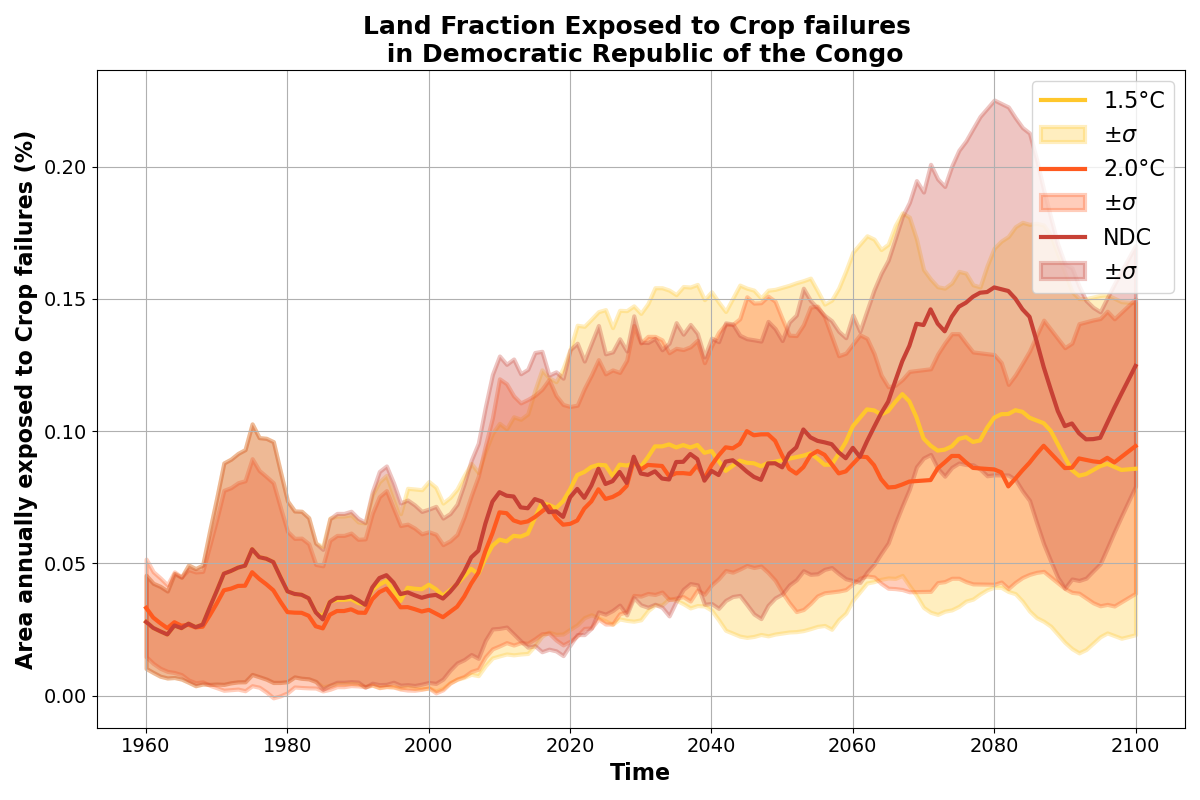 Land Fraction Exposed to Crop failures
in Democratic Republic of the Congo
Area annually exposed to Crop failures (%)
0.20
0.15
0.10
0.05
0.00
1.5°C
±σ
2.0°C
±σ
NDC
±σ
1960
1980
2000
2020
2040
2060
2080
2100
Time